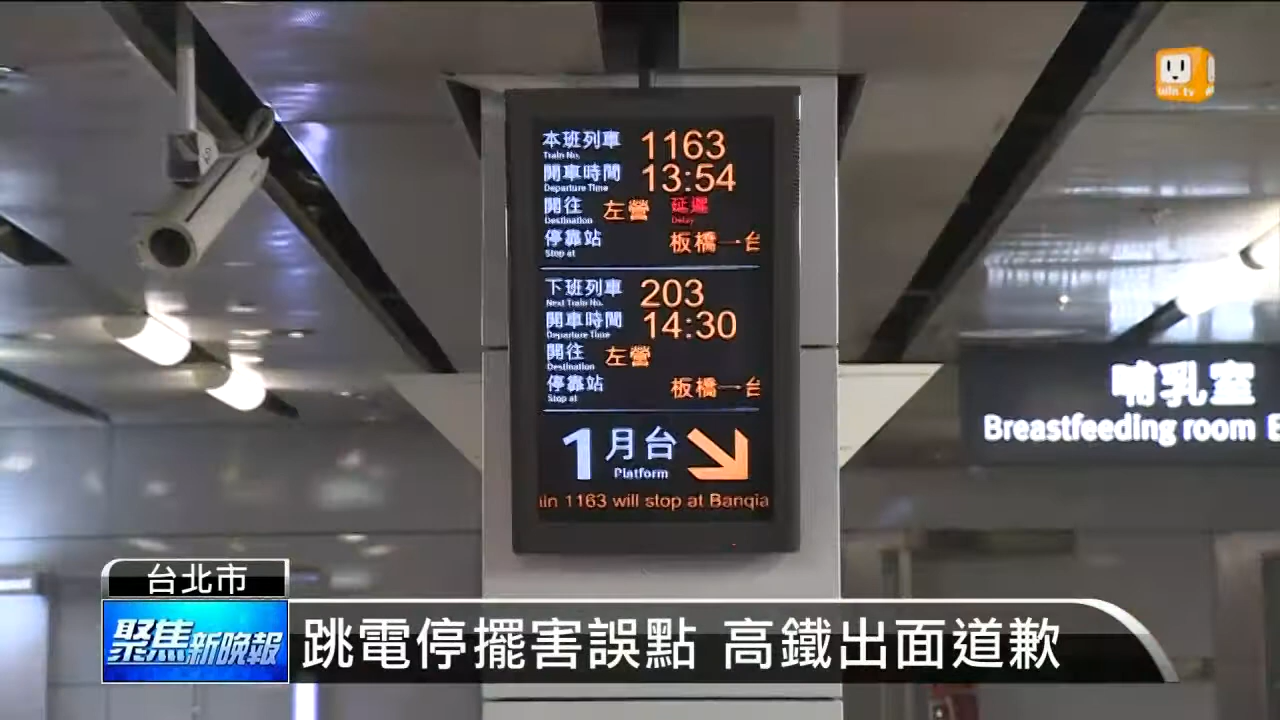 udn tv
本班列車 1163
Train No.
開車時間 13:54
Departure Time
開往 左營 延遲
Destination Delay
停靠站 板橋一台
Stop at
下班列車 203
Next Train No.
開車時間 14:30
Departure Time
開往 左營
Destination
停靠站 板橋一台
Stop at
1 月台
Platform
ain 1163 will stop at Banqia
哺乳室
Breastfeeding room
台北市
聚焦新晚報
跳電停擺害誤點 高鐵出面道歉